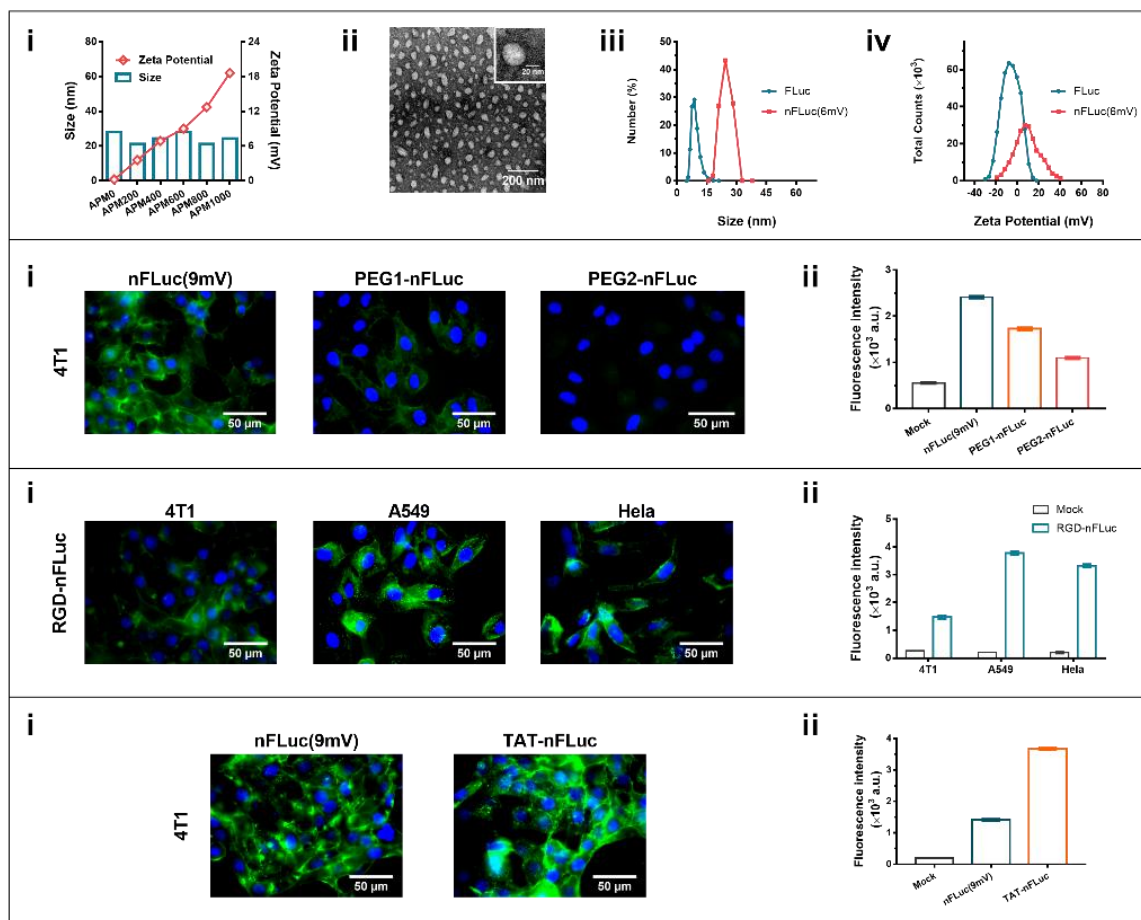 i
Size (nm)
80
60
40
20
0
Zeta Potential
Size
24
18
12
6
0
Zeta Potential (mV)
APM0
APM200
APM400
APM600
APM800
APM1000
ii
20 nm
200 nm
iii
Number (%)
50
40
30
20
10
0
FLuc
nFLuc(6mV)
0 15 30 45 60
Size (nm)
iv
Total Counts (×10³)
60
40
20
0
FLuc
nFLuc(6mV)
-40 -20 0 20 40 60 80
Zeta Potential (mV)
i
nFLuc(9mV) PEG1-nFLuc PEG2-nFLuc
4T1
50 µm 50 µm 50 µm
ii
Fluorescence intensity
(×10³ a.u.)
3
2
1
0
Mock
nFLuc(9mV)
PEG1-nFLuc
PEG2-nFLuc
i
4T1 A549 Hela
RGD-nFLuc
50 µm 50 µm 50 µm
ii
Fluorescence intensity
(×10³ a.u.)
Mock
RGD-nFLuc
5
4
3
2
1
0
4T1 A549 Hela
i
nFLuc(9mV) TAT-nFLuc
4T1
50 µm 50 µm
ii
Fluorescence intensity
(×10³ a.u.)
4
3
2
1
0
Mock
nFLuc(9mV)
TAT-nFLuc